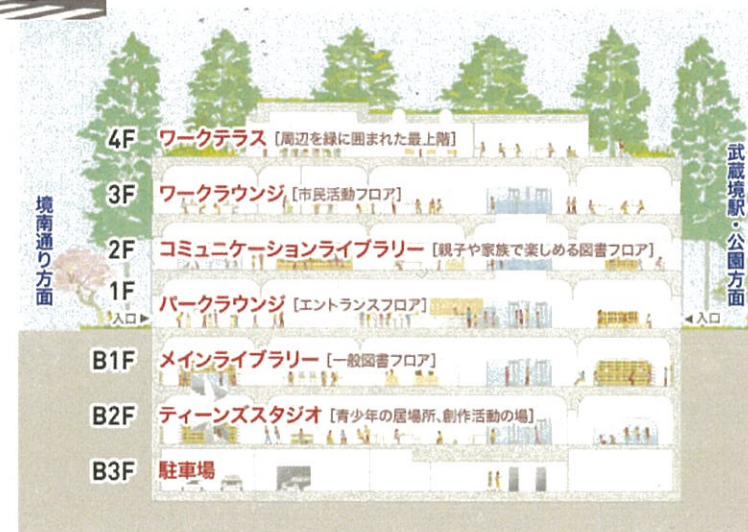 4F ワークテラス [周辺を緑に囲まれた最上階]
3F ワークラウンジ [市民活動フロア]
2F コミュニケーションライブラリー [親子や家族で楽しめる図書フロア]
1F パークラウンジ [エントランスフロア]
B1F メインライブラリー [一般図書フロア]
B2F ティーンズスタジオ [青少年の居場所、創作活動の場]
B3F 駐車場
境南通り方面
入口▶
武蔵境駅・公園方面
◀入口